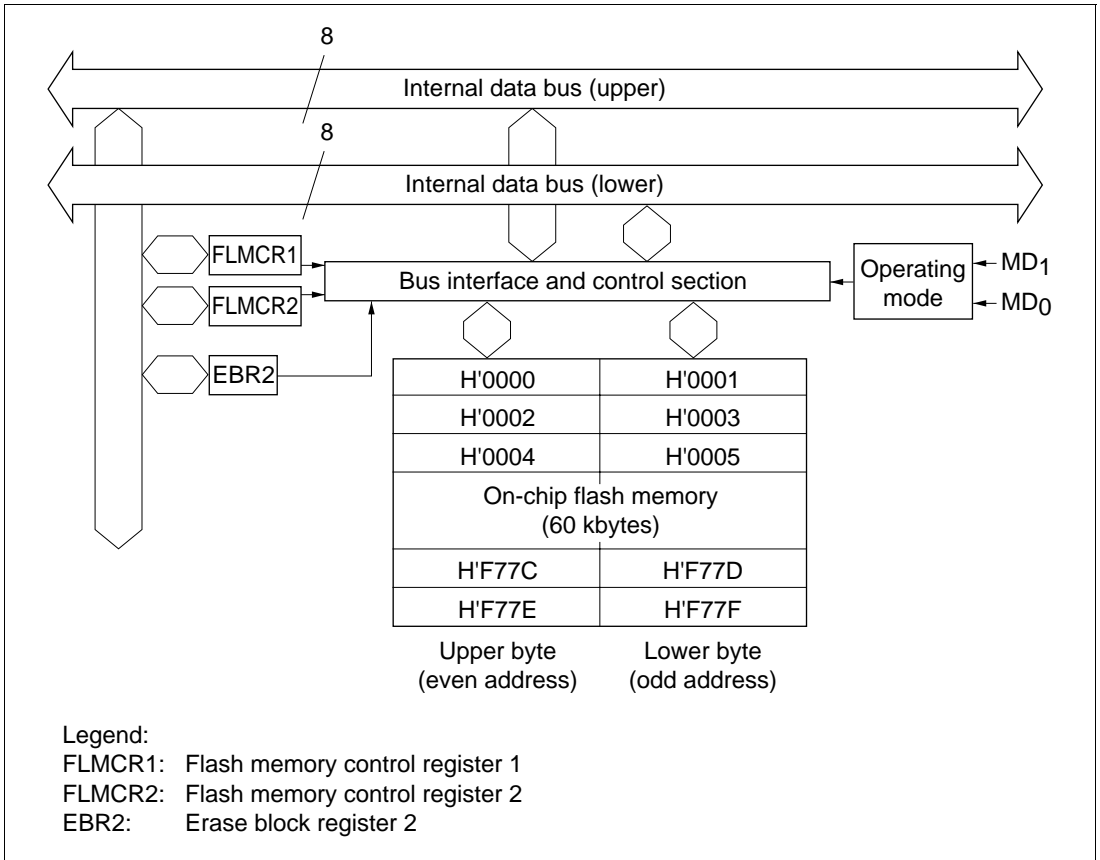 8
Internal data bus (upper)
8
Internal data bus (lower)
FLMCR1
Bus interface and control section
Operating
mode
MD1
MD0
FLMCR2
EBR2
H'0000 H'0001
H'0002 H'0003
H'0004 H'0005
On-chip flash memory
(60 kbytes)
H'F77C H'F77D
H'F77E H'F77F
Upper byte
(even address)
Lower byte
(odd address)
Legend:
FLMCR1: Flash memory control register 1
FLMCR2: Flash memory control register 2
EBR2: Erase block register 2